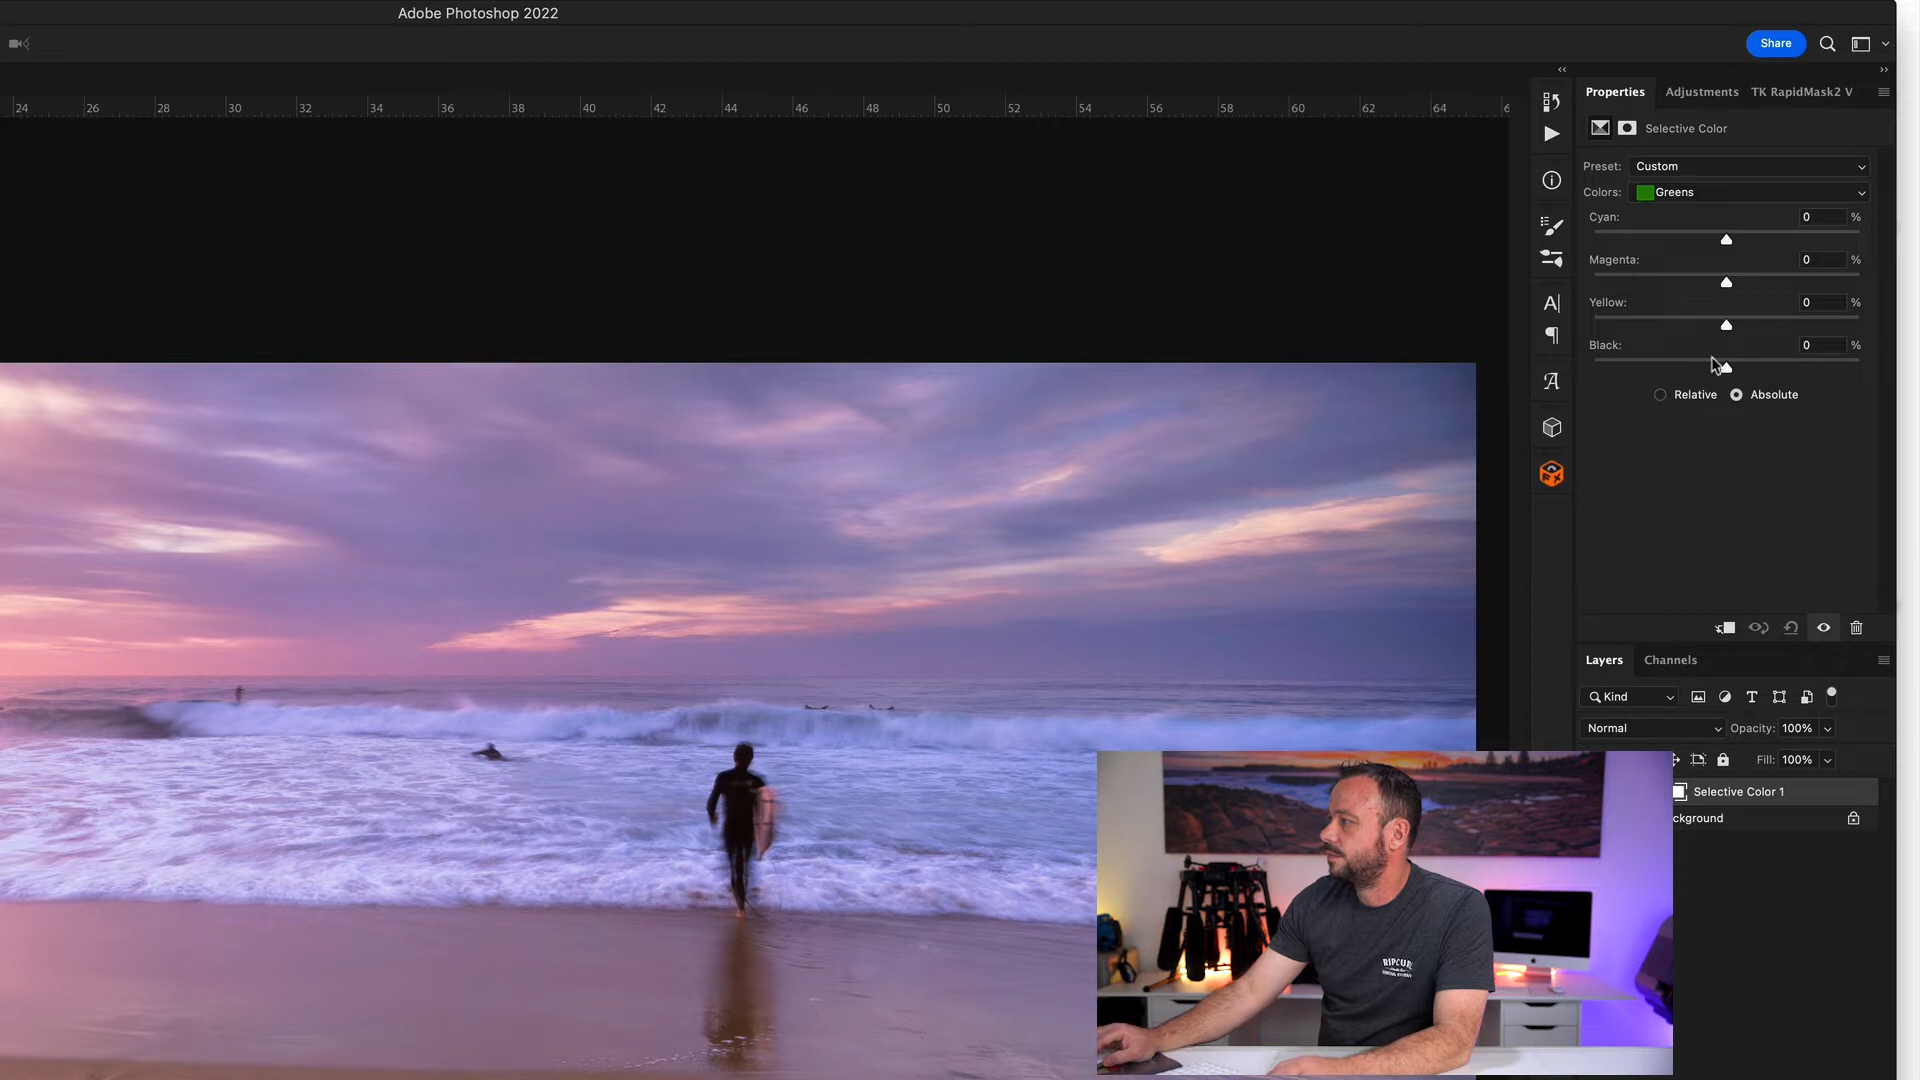 Adobe Photoshop 2022
Share
24 26 28 30 32 34 36 38 40 42 44 46 48 50 52 54 56 58 60 62 64 6
Properties Adjustments TK RapidMask2 V
Selective Color
Preset: Custom
Colors: Greens
Cyan: 0 %
Magenta: 0 %
Yellow: 0 %
Black: 0 %
Relative Absolute
Layers Channels
Kind
Normal Opacity: 100%
Fill: 100%
Selective Color 1
ckground
RIPCURL